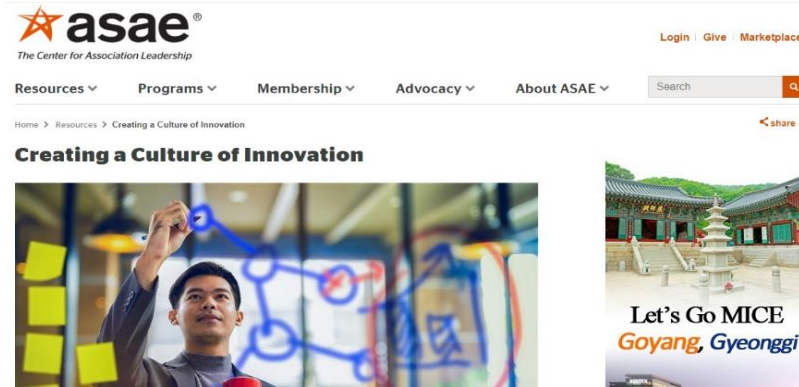 asae®
The Center for Association Leadership
Login | Give | Marketplace
Resources Programs Membership Advocacy About ASAE Search
Home > Resources > Creating a Culture of Innovation
share
Creating a Culture of Innovation
Let's Go MICE
Goyang, Gyeonggi